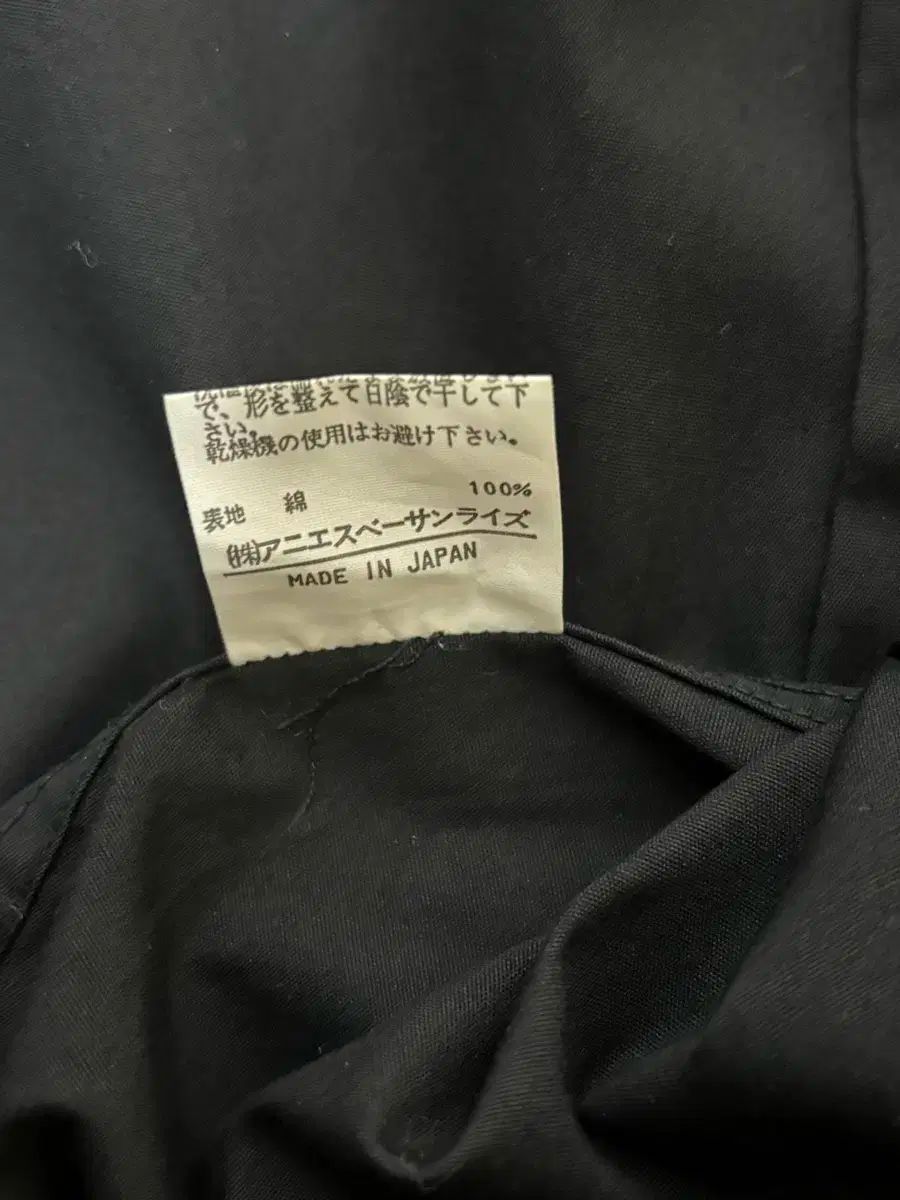 で、形を整えて日陰で干して下
さい。
乾燥機の使用はお避け下さい。
表地 綿 100%
(株)アニエスベーサンライズ
MADE IN JAPAN